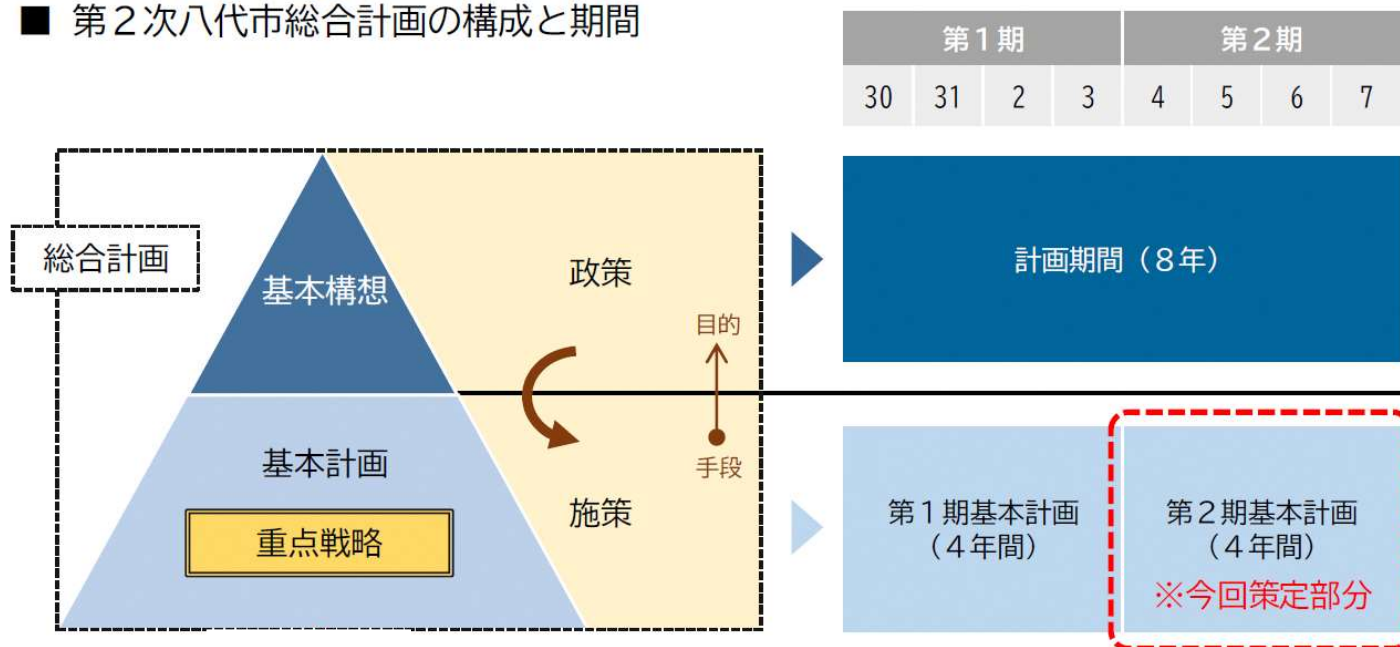 ■ 第２次八代市総合計画の構成と期間
第１期 第２期
30 31 2 3 4 5 6 7
総合計画
基本構想
政策
目的
手段
基本計画
重点戦略
施策
計画期間（８年）
第１期基本計画
（４年間）
第２期基本計画
（４年間）
※今回策定部分